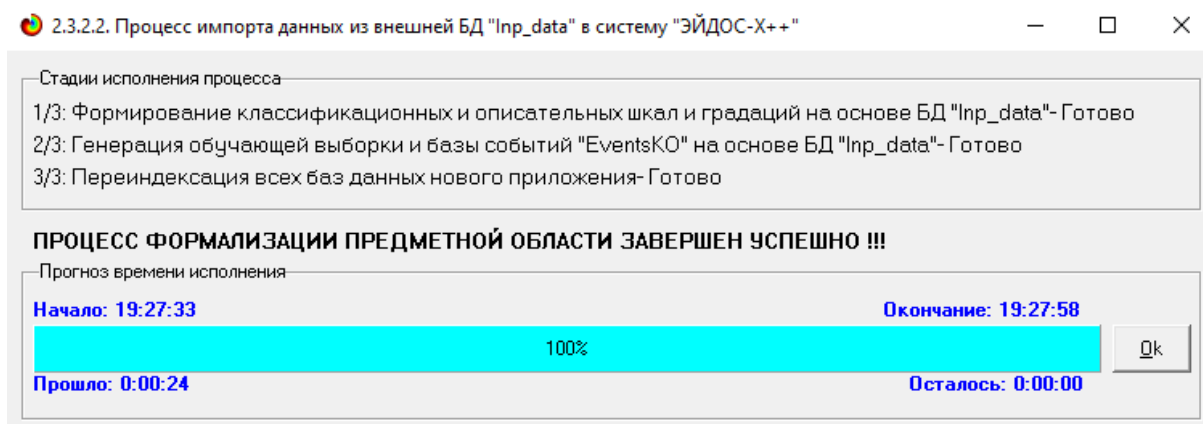 2.3.2.2. Процесс импорта данных из внешней БД "Inp_data" в систему "ЭЙДОС-X++"
Стадии исполнения процесса
1/3: Формирование классификационных и описательных шкал и градаций на основе БД "Inp_data"- Готово
2/3: Генерация обучающей выборки и базы событий "EventsKO" на основе БД "Inp_data"- Готово
3/3: Переиндексация всех баз данных нового приложения- Готово
ПРОЦЕСС ФОРМАЛИЗАЦИИ ПРЕДМЕТНОЙ ОБЛАСТИ ЗАВЕРШЕН УСПЕШНО !!!
Прогноз времени исполнения
Начало: 19:27:33 Окончание: 19:27:58
100% Ok
Прошло: 0:00:24 Осталось: 0:00:00